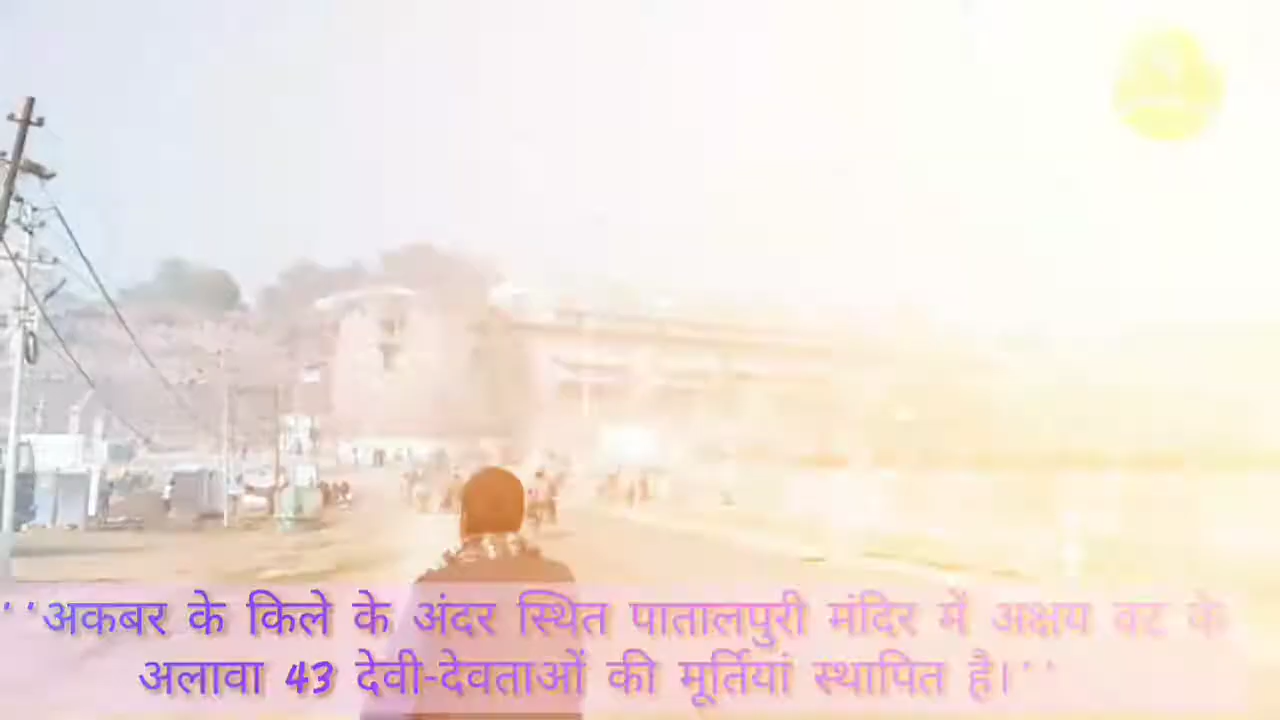 ''अकबर के किले के अंदर स्थित पातालपुरी मंदिर में अक्षय वट के
अलावा 43 देवी-देवताओं की मूर्तियां स्थापित है।''